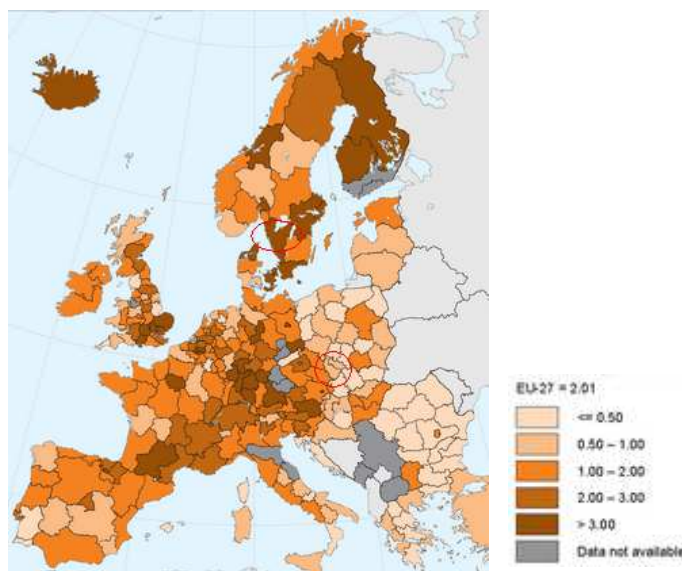 EU-27 = 2.01
<= 0.50
0.50 – 1.00
1.00 – 2.00
2.00 – 3.00
> 3.00
Data not available